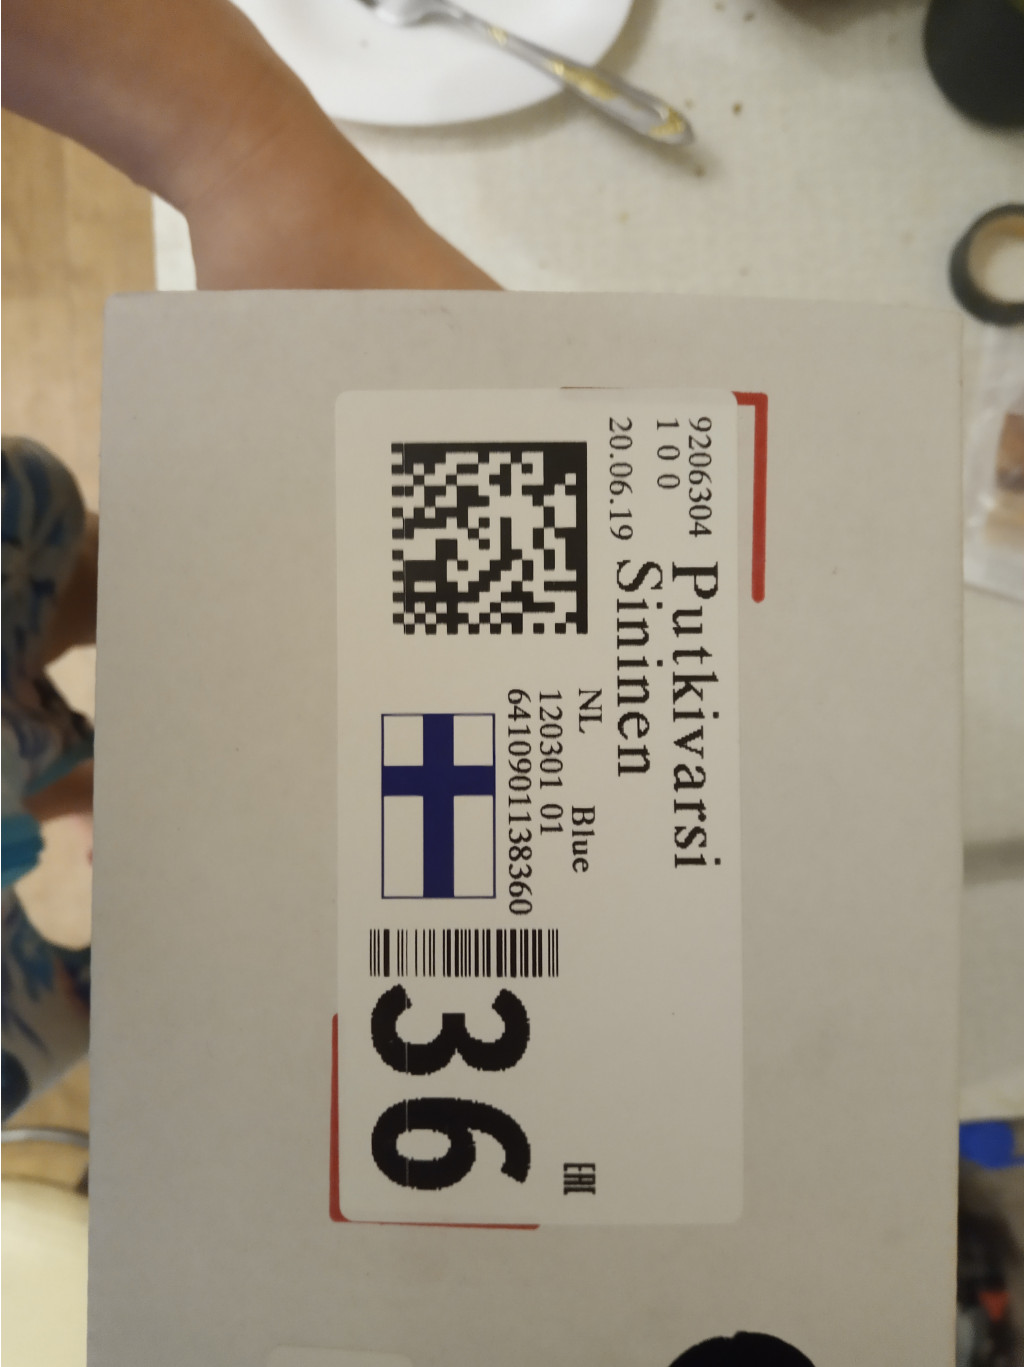 9206304
1 0 0
20.06.19
Putkivarsi
Sininen
NL Blue
120301 01
6410901138360
36
EAC